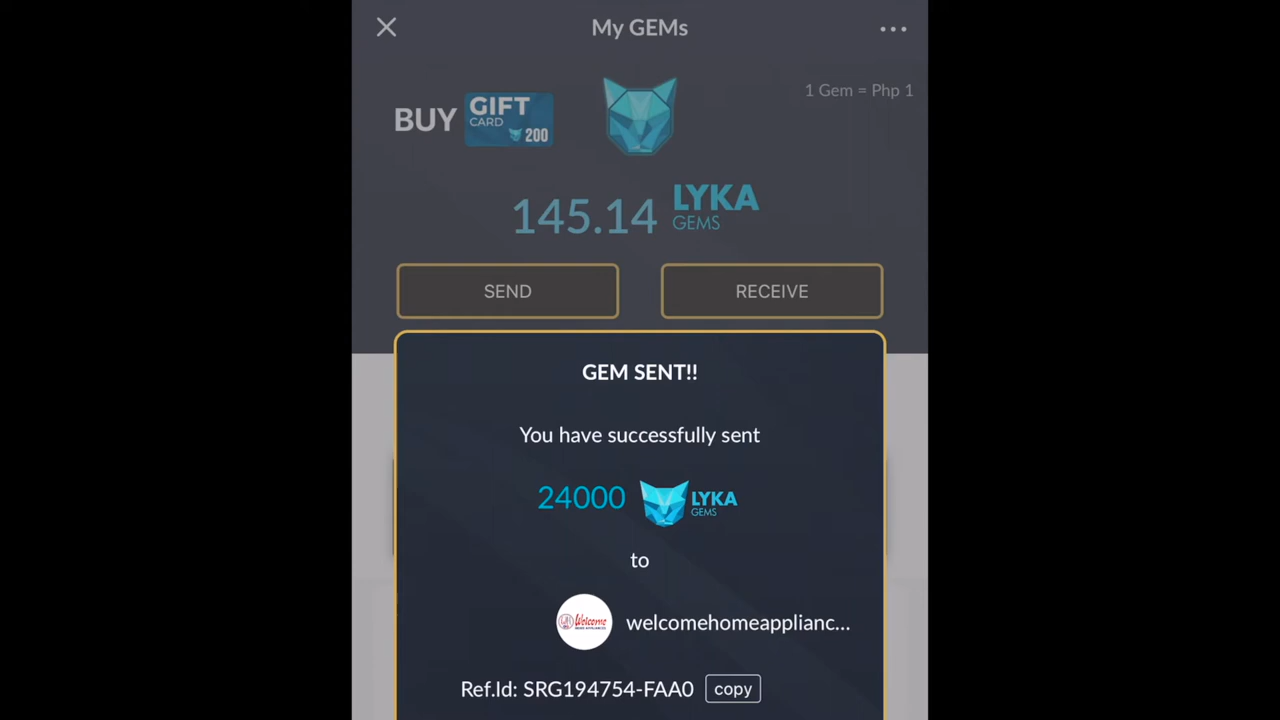 My GEMs
1 Gem = Php 1
BUY GIFT CARD 200
145.14 LYKA GEMS
SEND RECEIVE
GEM SENT!!
You have successfully sent
24000 LYKA GEMS
to
Welcome welcomehomeapplianc...
Ref.Id: SRG194754-FAA0 copy